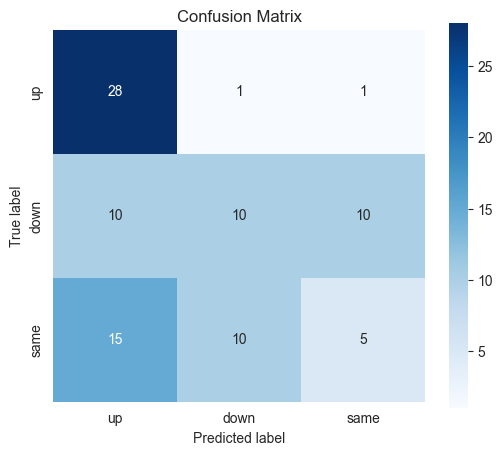 Confusion Matrix
True label
up
28 1 1
down
10 10 10
same
15 10 5
up down same
Predicted label
25
20
15
10
5